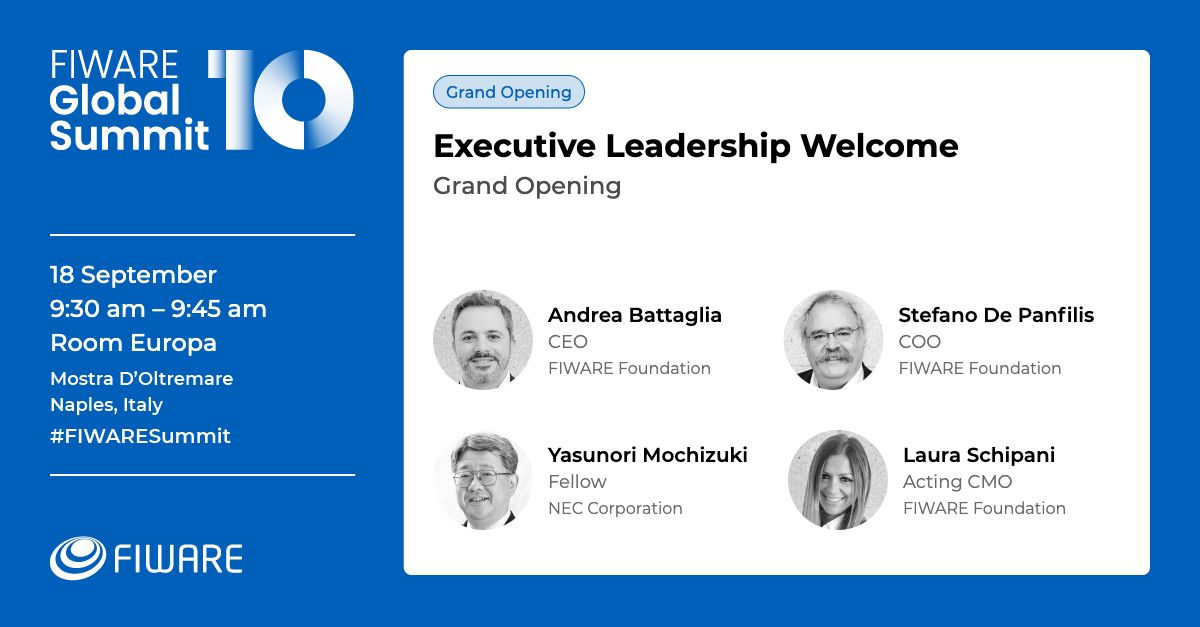 FIWARE
Global
Summit
10
18 September
9:30 am – 9:45 am
Room Europa
Mostra D’Oltremare
Naples, Italy
#FIWARESummit
FIWARE
Grand Opening
Executive Leadership Welcome
Grand Opening
Andrea Battaglia
CEO
FIWARE Foundation
Stefano De Panfilis
COO
FIWARE Foundation
Yasunori Mochizuki
Fellow
NEC Corporation
Laura Schipani
Acting CMO
FIWARE Foundation